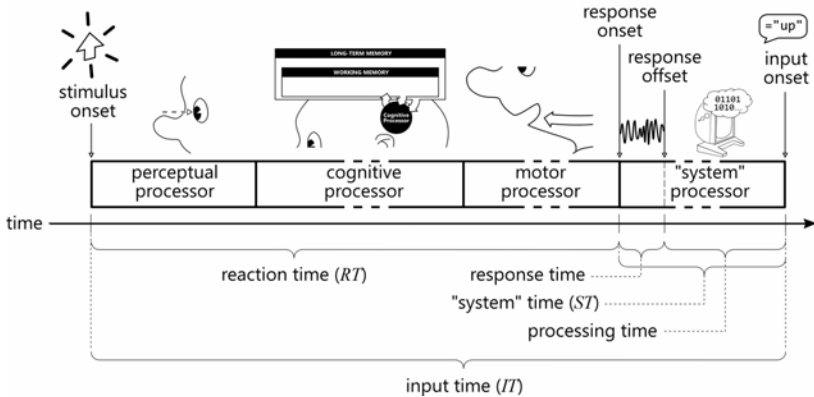 stimulus
onset
LONG-TERM MEMORY
WORKING MEMORY
Cognitive
Processor
response
onset
response
offset
="up"
input
onset
01101
1010...
perceptual
processor
cognitive
processor
motor
processor
"system"
processor
time
reaction time (RT)
response time
"system" time (ST)
processing time
input time (IT)